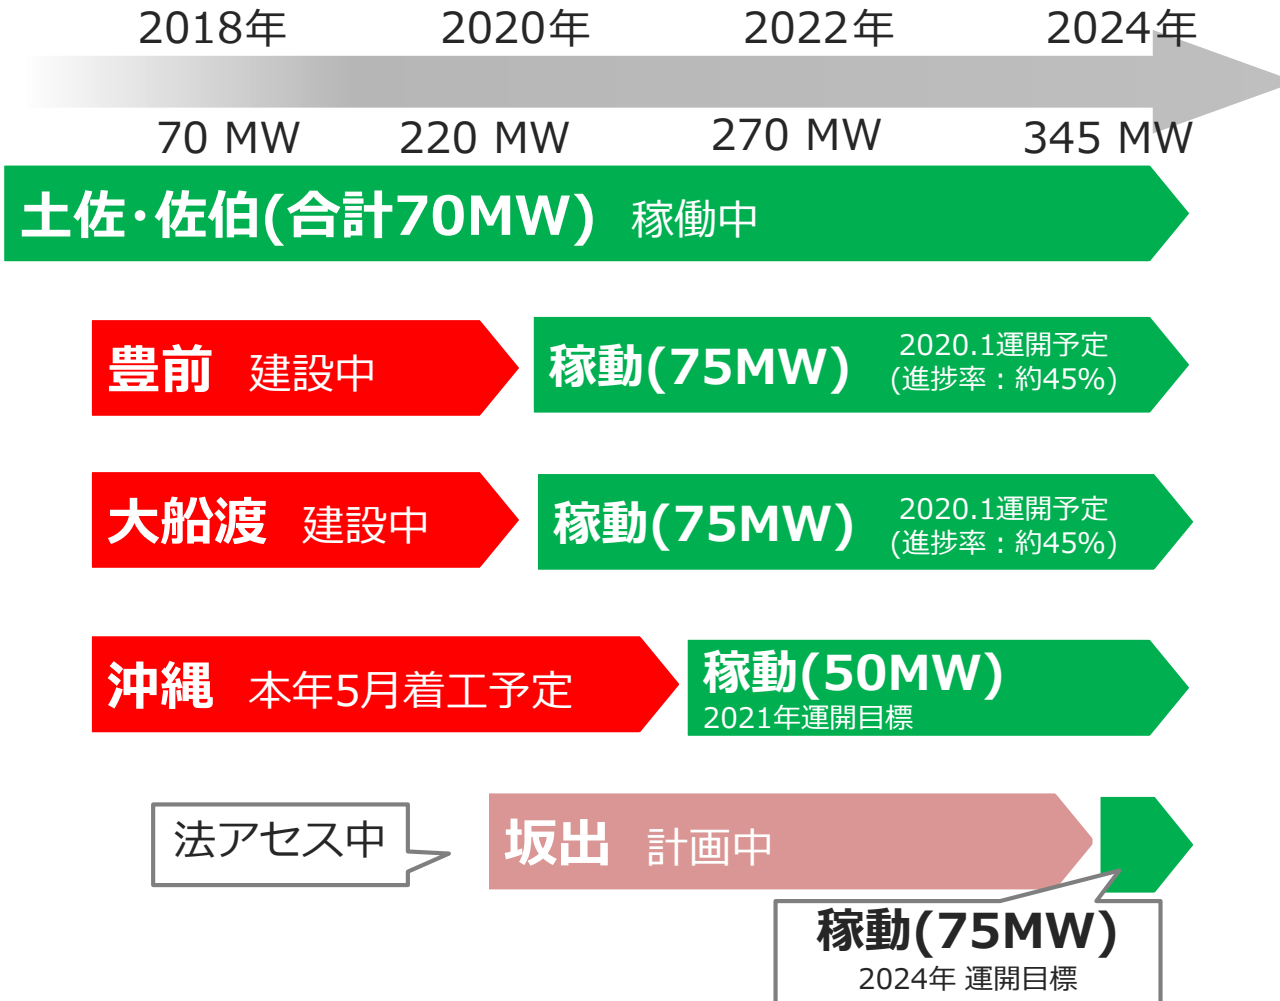 2018年 2020年 2022年 2024年
70 MW 220 MW 270 MW 345 MW
土佐・佐伯(合計70MW) 稼働中
豊前 建設中
稼動(75MW)
2020.1運開予定
(進捗率：約45%)
大船渡 建設中
稼動(75MW)
2020.1運開予定
(進捗率：約45%)
沖縄 本年5月着工予定
稼動(50MW)
2021年運開目標
法アセス中
坂出 計画中
稼動(75MW)
2024年 運開目標